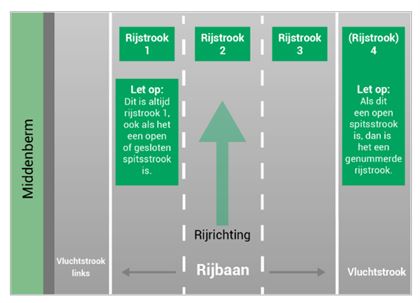 Middenberm
Rijstrook
1
Rijstrook
2
Rijstrook
3
(Rijstrook)
4
Let op:
Dit is altijd
rijstrook 1,
ook als het
een open
of gesloten
spitsstrook
is.
Let op:
Als dit
een open
spitsstrook
is, dan is
het een
genummerde
rijstrook.
Rijrichting
Vluchtstrook
links
Rijbaan
Vluchtstrook